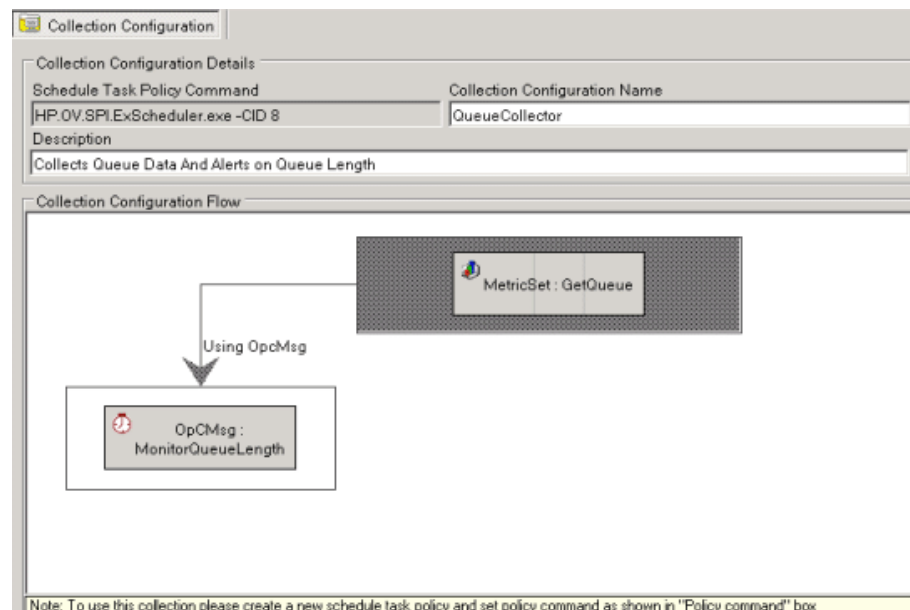 Collection Configuration
Collection Configuration Details
Schedule Task Policy Command
Collection Configuration Name
HP.OV.SPI.ExScheduler.exe -CID 8
QueueCollector
Description
Collects Queue Data And Alerts on Queue Length
Collection Configuration Flow
MetricSet : GetQueue
Using OpcMsg
OpCMsg :
MonitorQueueLength
Note: To use this collection please create a new schedule task policy and set policy command as shown in "Policy command" box